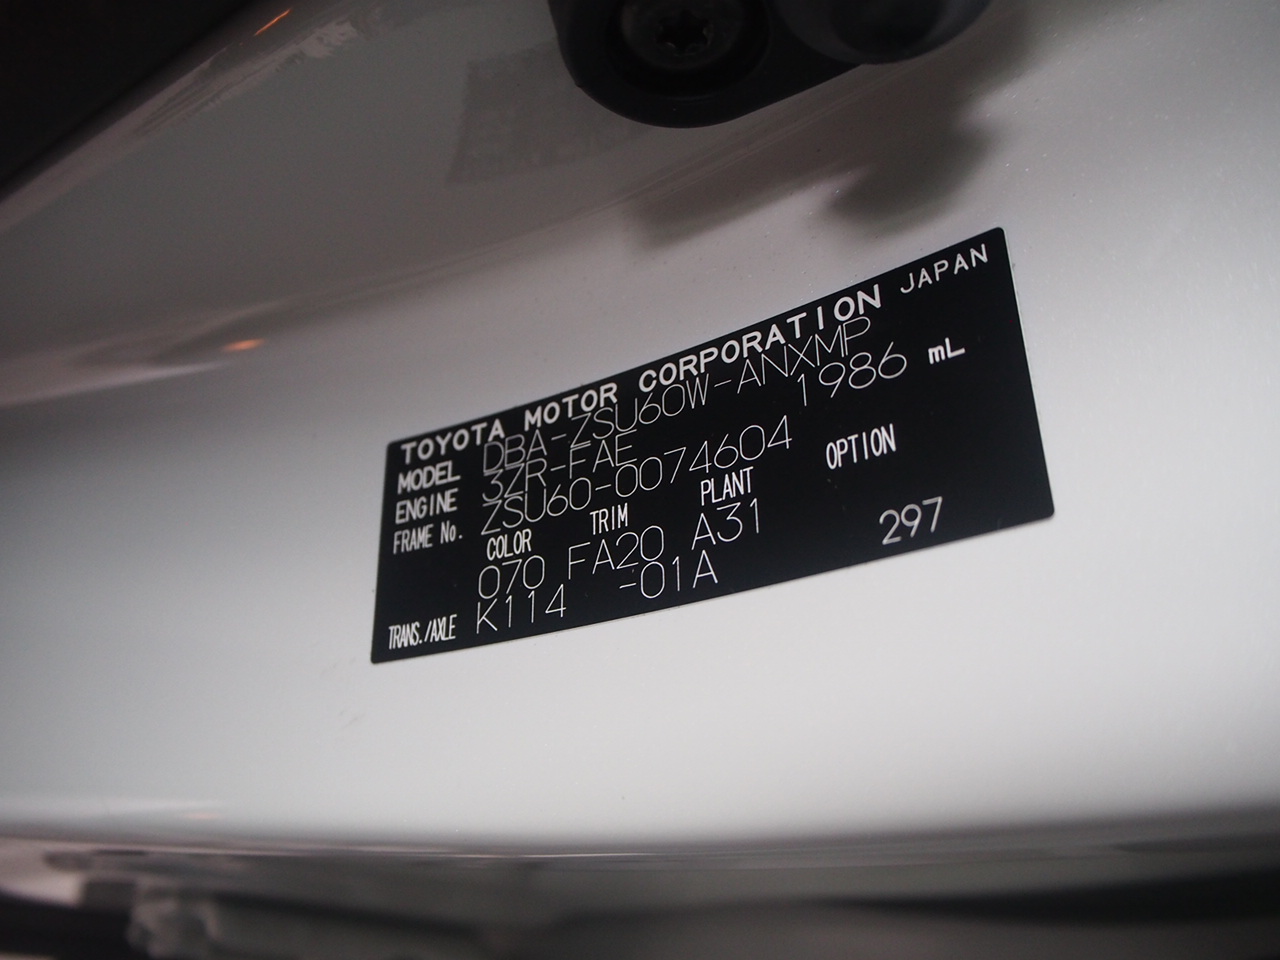 TOYOTA MOTOR CORPORATION JAPAN
MODEL DBA-ZSU60W-ANXMP
ENGINE 3ZR-FAE 1986 mL
FRAME No. ZSU60-0074604
COLOR TRIM PLANT OPTION
070 FA20 A31
TRANS./AXLE K114 -01A 297